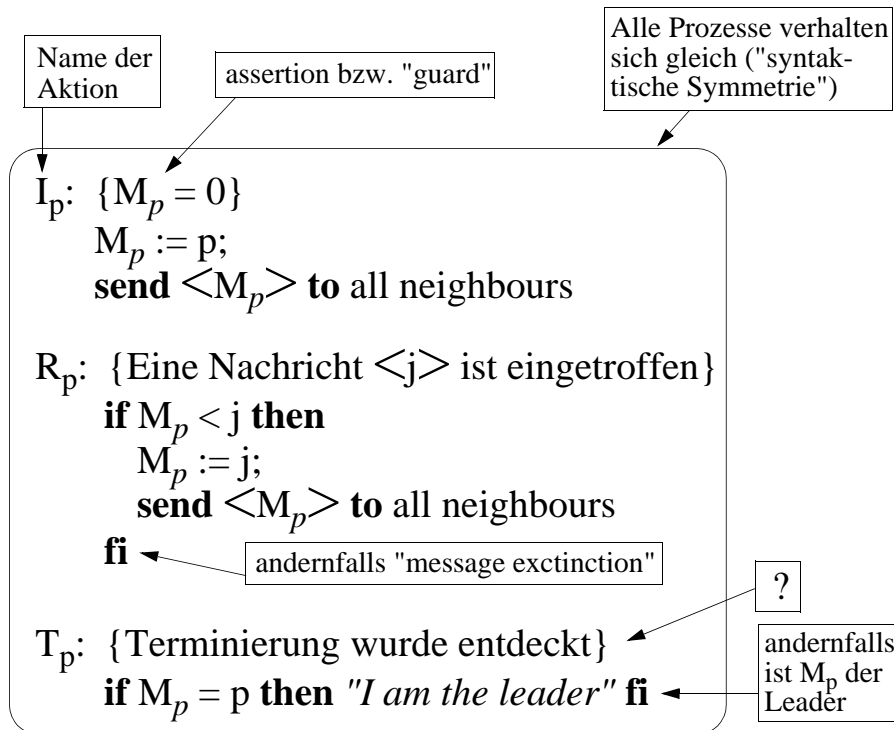 Name der
Aktion
assertion bzw. "guard"
Alle Prozesse verhalten
sich gleich ("syntak-
tische Symmetrie")
Ip: {Mp = 0}
Mp := p;
send <Mp> to all neighbours
Rp: {Eine Nachricht <j> ist eingetroffen}
if Mp < j then
Mp := j;
send <Mp> to all neighbours
fi
andernfalls "message exctinction"
?
Tp: {Terminierung wurde entdeckt}
if Mp = p then "I am the leader" fi
andernfalls
ist Mp der
Leader